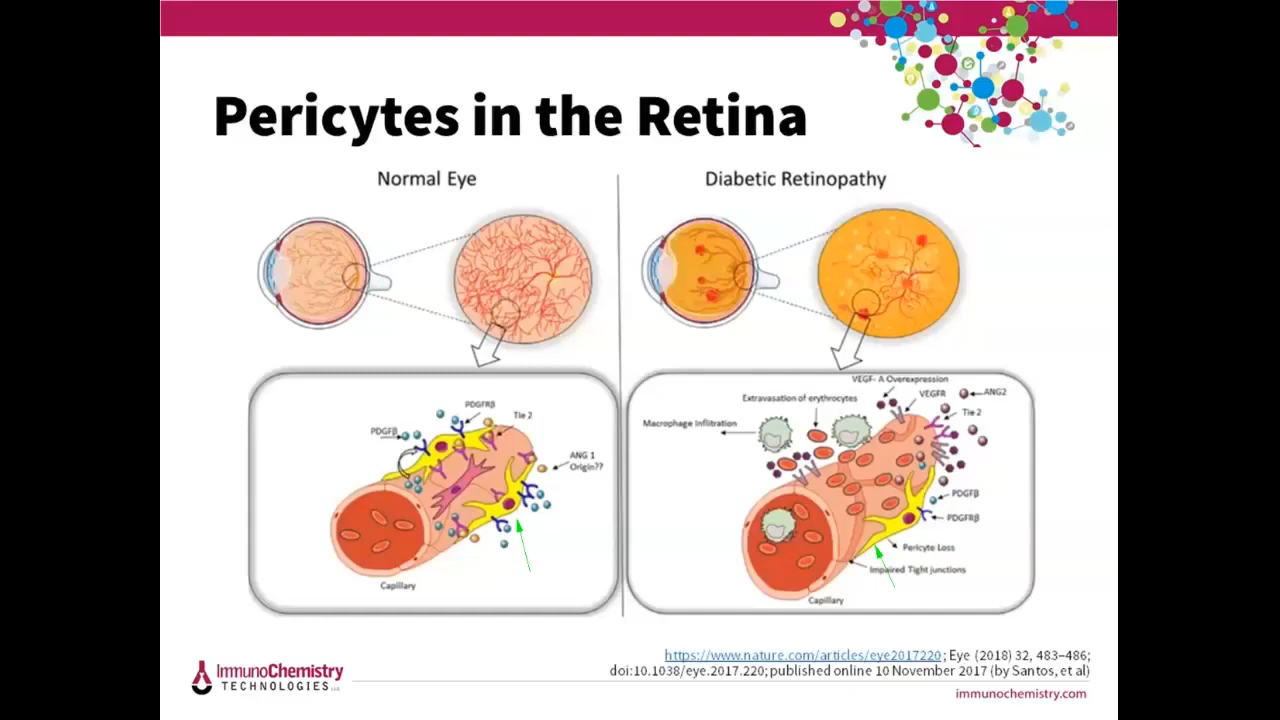 Pericytes in the Retina
Normal Eye
Diabetic Retinopathy
PDGFRβ
Tie 2
PDGFβ
ANG 1
Origin??
Capillary
VEGF- A Overexpression
VEGFR
ANG2
Extravasation of erythrocytes
Tie 2
Macrophage Infiltration
PDGFβ
PDGFRβ
Pericyte Loss
Impaired Tight junctions
Capillary
https://www.nature.com/articles/eye2017220; Eye (2018) 32, 483–486;
doi:10.1038/eye.2017.220; published online 10 November 2017 (by Santos, et al)
ImmunoChemistry
TECHNOLOGIES LLC
immunochemistry.com